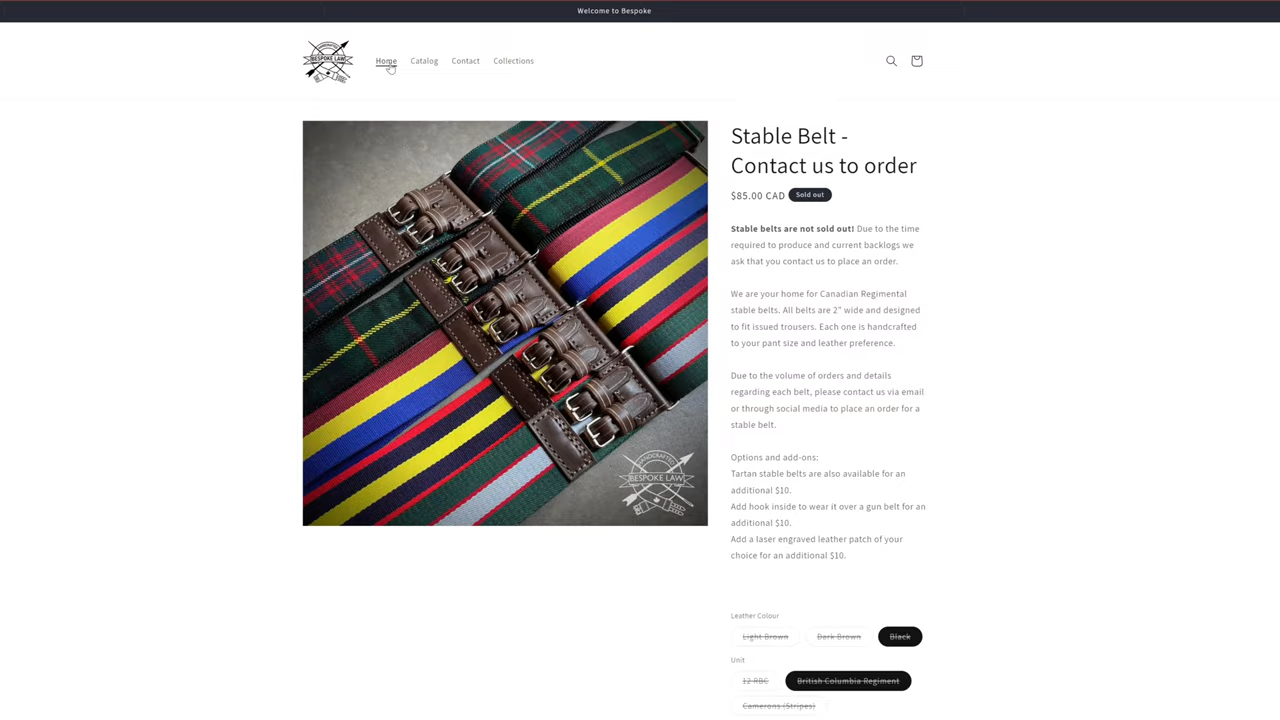 Welcome to Bespoke
HANDCRAFTED
BESPOKE LAW
Home
Catalog
Contact
Collections
Stable Belt -
Contact us to order
$85.00 CAD
Sold out
Stable belts are not sold out! Due to the time
required to produce and current backlogs we
ask that you contact us to place an order.
We are your home for Canadian Regimental
stable belts. All belts are 2" wide and designed
to fit issued trousers. Each one is handcrafted
to your pant size and leather preference.
Due to the volume of orders and details
regarding each belt, please contact us via email
or through social media to place an order for a
stable belt.
Options and add-ons:
Tartan stable belts are also available for an
additional $10.
Add hook inside to wear it over a gun belt for an
additional $10.
Add a laser engraved leather patch of your
choice for an additional $10.
HANDCRAFTED
BESPOKE LAW
Leather Colour
Light Brown
Dark Brown
Black
Unit
12 RBC
British Columbia Regiment
Camerons (Stripes)